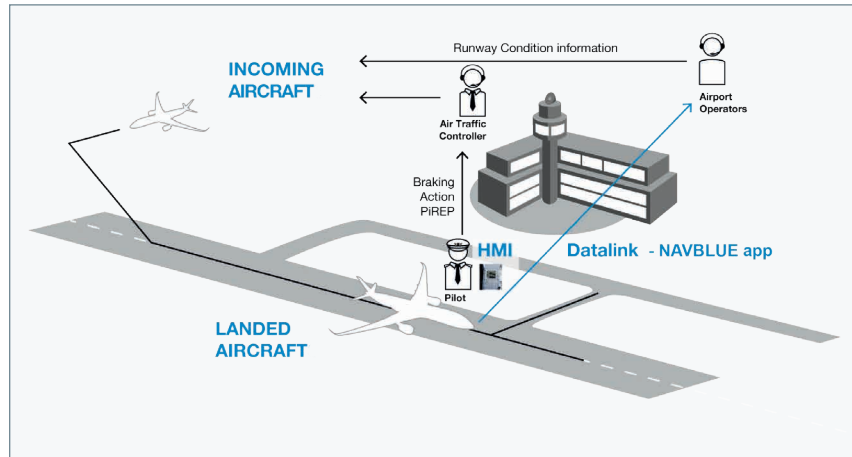 Runway Condition information
INCOMING
AIRCRAFT
Airport
Operators
Air Traffic
Controller
Braking
Action
PiREP
HMI
Datalink - NAVBLUE app
Pilot
LANDED
AIRCRAFT